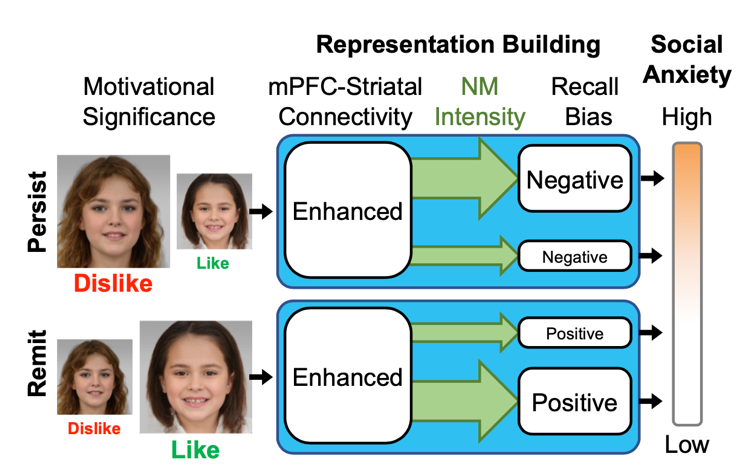 Representation Building
Social
Anxiety
Motivational
Significance
mPFC-Striatal
Connectivity
NM
Intensity
Recall
Bias
High
Persist
Dislike
Like
Enhanced
Negative
Negative
Remit
Dislike
Like
Enhanced
Positive
Positive
Low